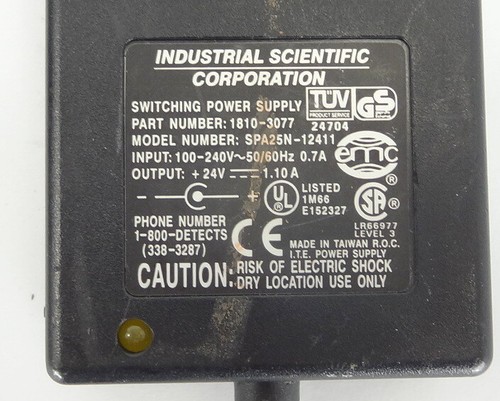 INDUSTRIAL SCIENTIFIC
CORPORATION
SWITCHING POWER SUPPLY
PART NUMBER: 1810-3077
MODEL NUMBER: SPA25N-12411
INPUT: 100-240V~50/60Hz 0.7A
OUTPUT: +24V ⎓ 1.10A
TÜV
PRODUCT SERVICE
GS
24704
emc
®
- +
UL
®
LISTED
1M66
E152327
SA
®
LR66977
LEVEL 3
PHONE NUMBER
1-800-DETECTS
(338-3287)
CE
MADE IN TAIWAN R.O.C.
I.T.E. POWER SUPPLY
CAUTION: RISK OF ELECTRIC SHOCK
DRY LOCATION USE ONLY